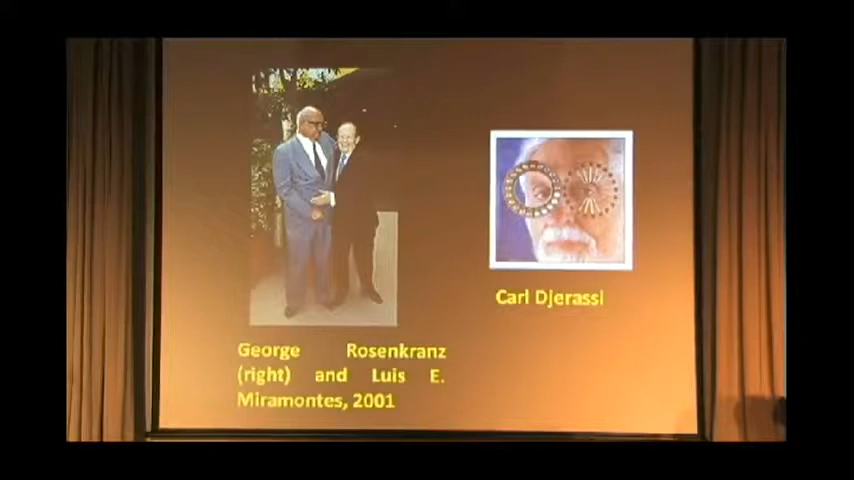 George Rosenkranz
(right) and Luis E.
Miramontes, 2001
Carl Djerassi